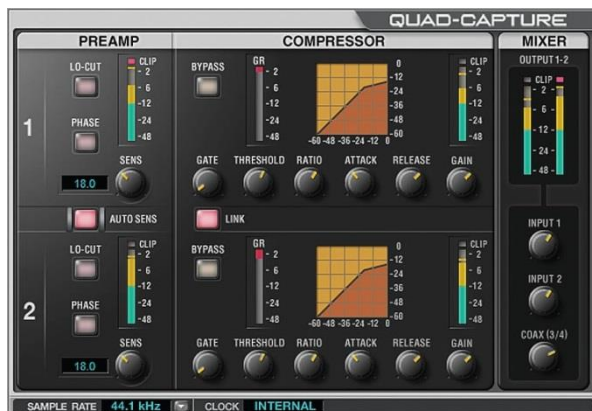 QUAD-CAPTURE
PREAMP COMPRESSOR MIXER
LO-CUT CLIP 2 6 12 24 48
PHASE
SENS
18.0
1
BYPASS GR 2 6 12 24 48
0 -12 -24 -36 -48 -60
-60 -48 -36 -24 -12 0
CLIP 2 6 12 24 48
GATE THRESHOLD RATIO ATTACK RELEASE GAIN
OUTPUT 1-2
CLIP
- 2 -
- 6 -
- 12 -
- 24 -
- 48 -
AUTO SENS LINK
LO-CUT CLIP 2 6 12 24 48
PHASE
SENS
18.0
2
BYPASS GR 2 6 12 24 48
0 -12 -24 -36 -48 -60
-60 -48 -36 -24 -12 0
CLIP 2 6 12 24 48
GATE THRESHOLD RATIO ATTACK RELEASE GAIN
INPUT 1
INPUT 2
COAX (3/4)
SAMPLE RATE 44.1 kHz CLOCK INTERNAL